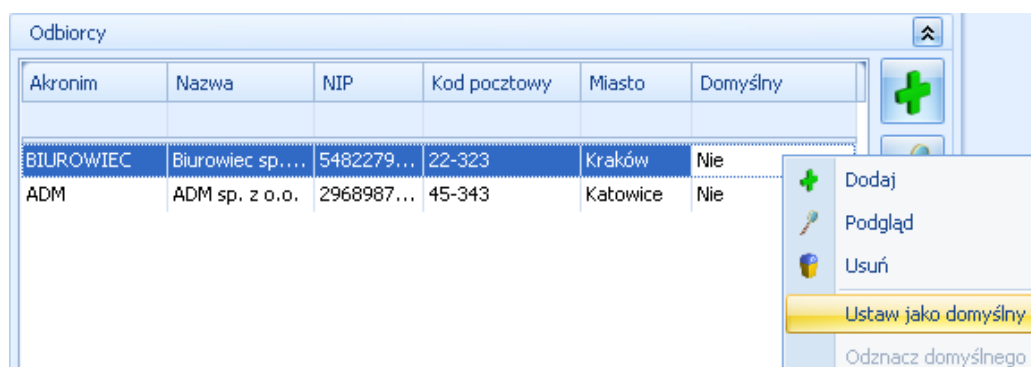 Odbiorcy
Akronim Nazwa NIP Kod pocztowy Miasto Domyślny
BIUROWIEC Biurowiec sp.... 5482279... 22-323 Kraków Nie
ADM ADM sp. z o.o. 2968987... 45-343 Katowice Nie
Dodaj
Podgląd
Usuń
Ustaw jako domyślny
Odznacz domyślnego